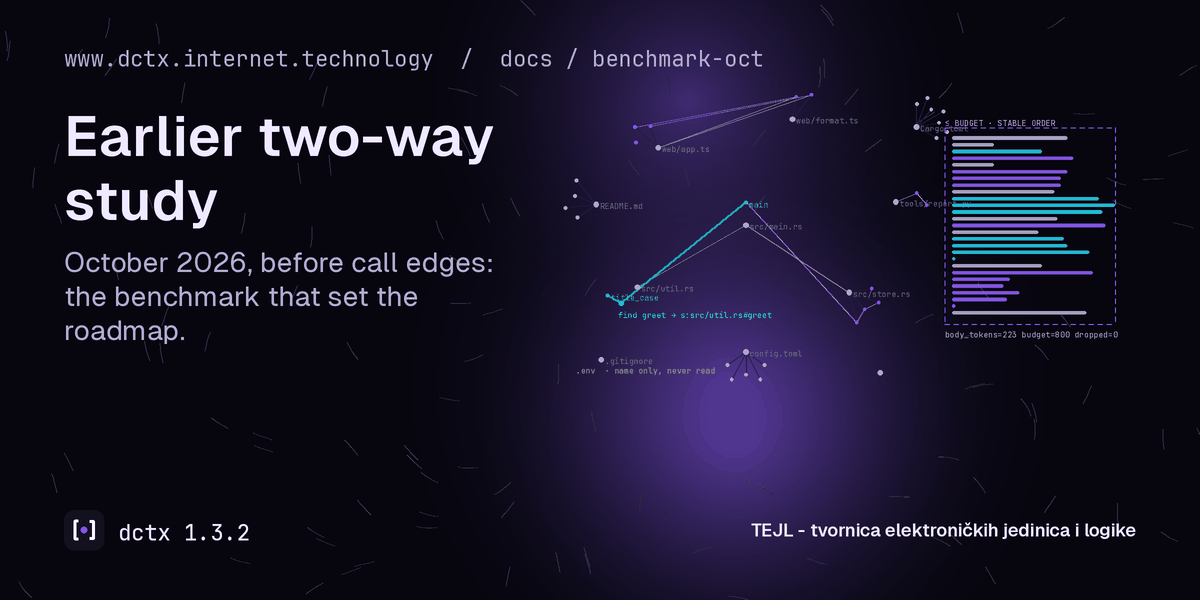 www.dctx.internet.technology / docs / benchmark-oct
Earlier two-way
study
October 2026, before call edges:
the benchmark that set the
roadmap.
web/format.ts
web/app.ts
README.md
main
src/main.rs
src/util.rs
title_case
find greet → s:src/util.rs#greet
src/store.rs
.gitignore
.env · name only, never read
config.toml
≤ BUDGET · STABLE ORDER
body_tokens=223 budget=800 dropped=0
dctx 1.3.2
TEJL - tvornica elektroničkih jedinica i logike